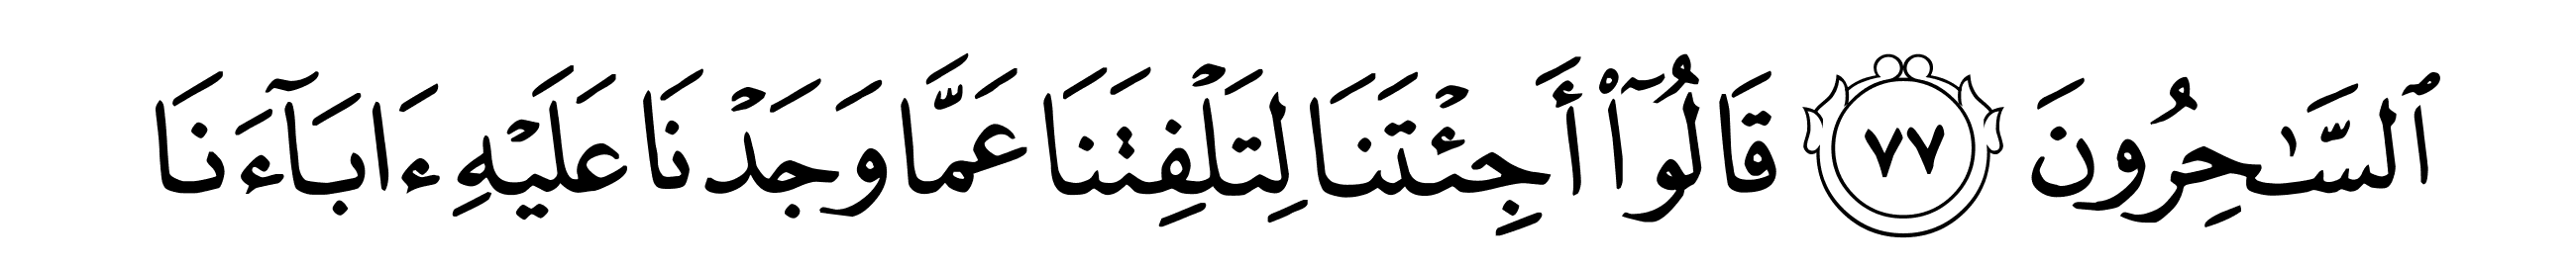 ٱلسَّٰحِرُونَ ٧٧ قَالُوٓا۟ أَجِئْتَنَا لِتَلْفِتَنَا عَمَّا وَجَدْنَا عَلَيْهِ ءَابَآءَنَا